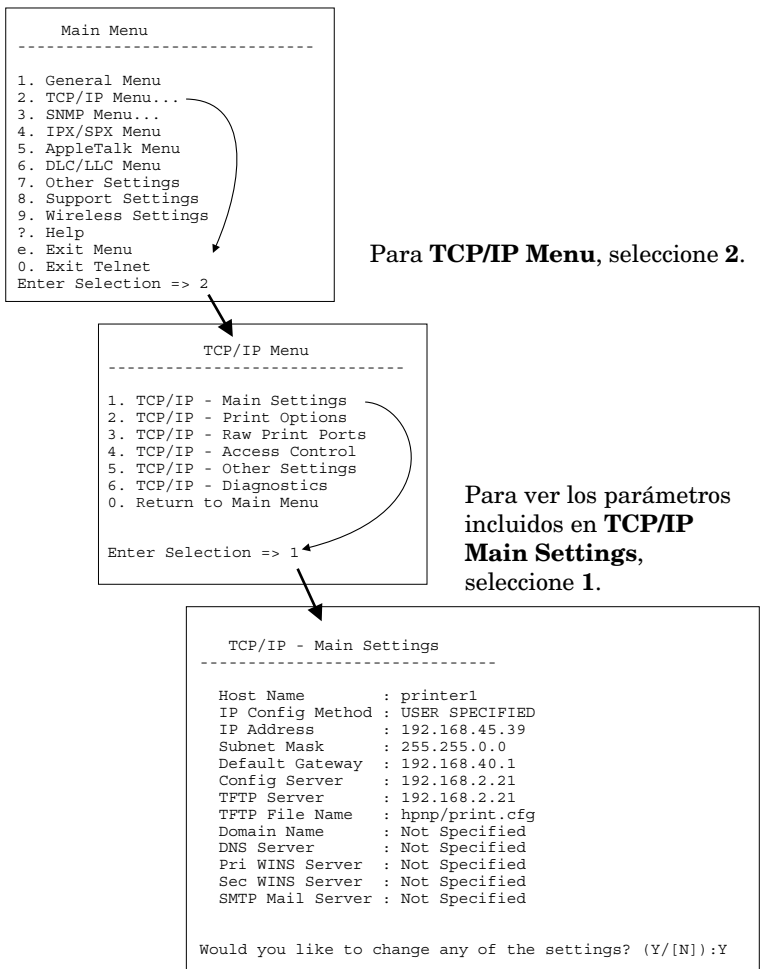 Main Menu
-------------------------------
1. General Menu
2. TCP/IP Menu...
3. SNMP Menu...
4. IPX/SPX Menu
5. AppleTalk Menu
6. DLC/LLC Menu
7. Other Settings
8. Support Settings
9. Wireless Settings
?. Help
e. Exit Menu
0. Exit Telnet
Enter Selection => 2
Para TCP/IP Menu, seleccione 2.
TCP/IP Menu
-------------------------------
1. TCP/IP - Main Settings
2. TCP/IP - Print Options
3. TCP/IP - Raw Print Ports
4. TCP/IP - Access Control
5. TCP/IP - Other Settings
6. TCP/IP - Diagnostics
0. Return to Main Menu
Enter Selection => 1
Para ver los parámetros
incluidos en TCP/IP
Main Settings,
seleccione 1.
TCP/IP - Main Settings
-------------------------------
Host Name : printer1
IP Config Method : USER SPECIFIED
IP Address : 192.168.45.39
Subnet Mask : 255.255.0.0
Default Gateway : 192.168.40.1
Config Server : 192.168.2.21
TFTP Server : 192.168.2.21
TFTP File Name : hpnp/print.cfg
Domain Name : Not Specified
DNS Server : Not Specified
Pri WINS Server : Not Specified
Sec WINS Server : Not Specified
SMTP Mail Server : Not Specified
Would you like to change any of the settings? (Y/[N]):Y